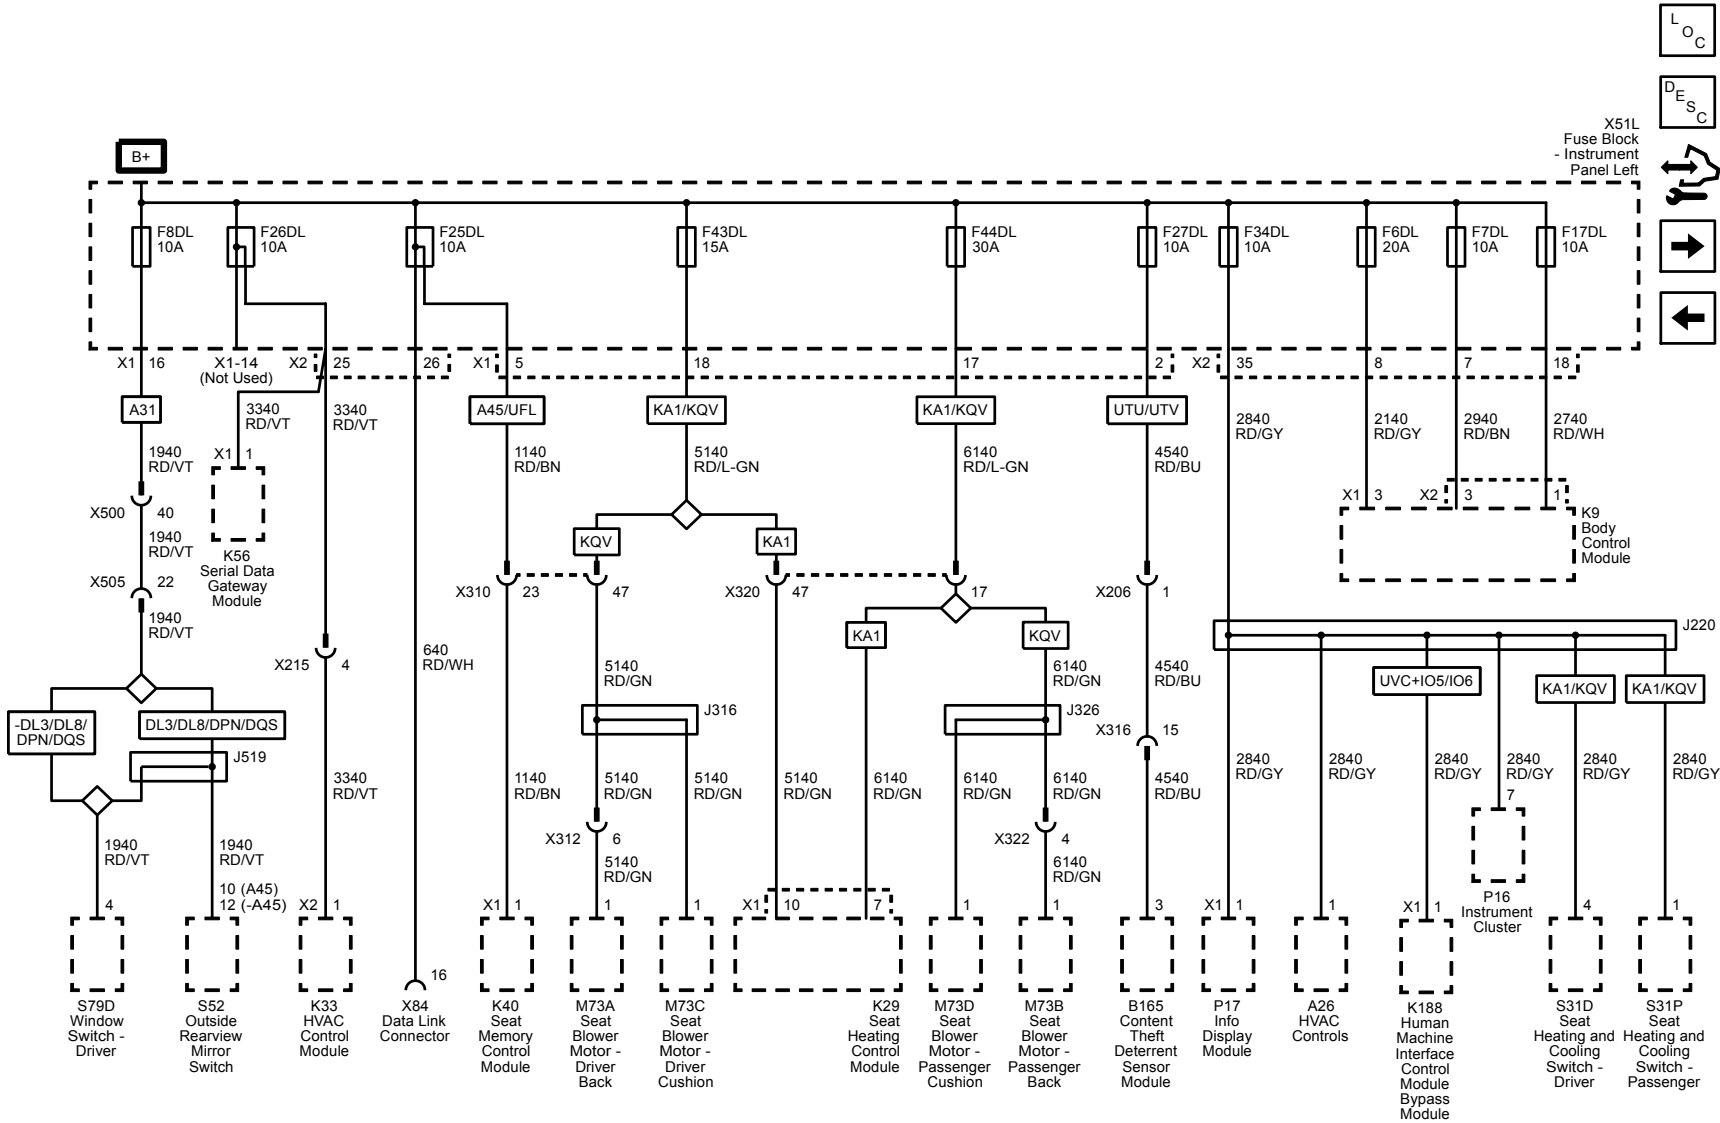 L
O
C
D
E
S
C
X51L
Fuse Block
- Instrument
Panel Left
B+
F8DL
10A
F26DL
10A
F25DL
10A
F43DL
15A
F44DL
30A
F27DL
10A
F34DL
10A
F6DL
20A
F7DL
10A
F17DL
10A
X1 16
X1-14
(Not Used)
X2 25
26
X1 5
18
17
2
X2 35
8
7
18
A31
3340
RD/VT
3340
RD/VT
A45/UFL
KA1/KQV
KA1/KQV
UTU/UTV
2840
RD/GY
2140
RD/GY
2940
RD/BN
2740
RD/WH
1940
RD/VT
X1 1
1140
RD/BN
5140
RD/L-GN
6140
RD/L-GN
4540
RD/BU
X500 40
X1 3
X2 3
1
K9
Body
Control
Module
1940
RD/VT
K56
Serial Data
Gateway
Module
KQV
KA1
X505 22
X310 23
47
X320 47
17
X206 1
1940
RD/VT
KA1
KQV
J220
X215 4
640
RD/WH
5140
RD/GN
6140
RD/GN
4540
RD/BU
UVC+IO5/IO6
KA1/KQV
KA1/KQV
-DL3/DL8/
DPN/DQS
DL3/DL8/DPN/DQS
J316
J326
X316 15
J519
3340
RD/VT
1140
RD/BN
5140
RD/GN
5140
RD/GN
5140
RD/GN
6140
RD/GN
6140
RD/GN
6140
RD/GN
4540
RD/BU
2840
RD/GY
2840
RD/GY
2840
RD/GY
2840
RD/GY
2840
RD/GY
2840
RD/GY
7
X312 6
X322 4
1940
RD/VT
1940
RD/VT
5140
RD/GN
6140
RD/GN
10 (A45)
12 (-A45)
4
X2 1
X1 1
1
1
X1 10
7
1
1
3
X1 1
1
X1 1
P16
Instrument
Cluster
4
1
16
S79D
Window
Switch -
Driver
S52
Outside
Rearview
Mirror
Switch
K33
HVAC
Control
Module
X84
Data Link
Connector
K40
Seat
Memory
Control
Module
M73A
Seat
Blower
Motor -
Driver
Back
M73C
Seat
Blower
Motor -
Driver
Cushion
K29
Seat
Heating
Control
Module
M73D
Seat
Blower
Motor -
Passenger
Cushion
M73B
Seat
Blower
Motor -
Passenger
Back
B165
Content
Theft
Deterrent
Sensor
Module
P17
Info
Display
Module
A26
HVAC
Controls
K188
Human
Machine
Interface
Control
Module
Bypass
Module
S31D
Seat
Heating and
Cooling
Switch -
Driver
S31P
Seat
Heating and
Cooling
Switch -
Passenger